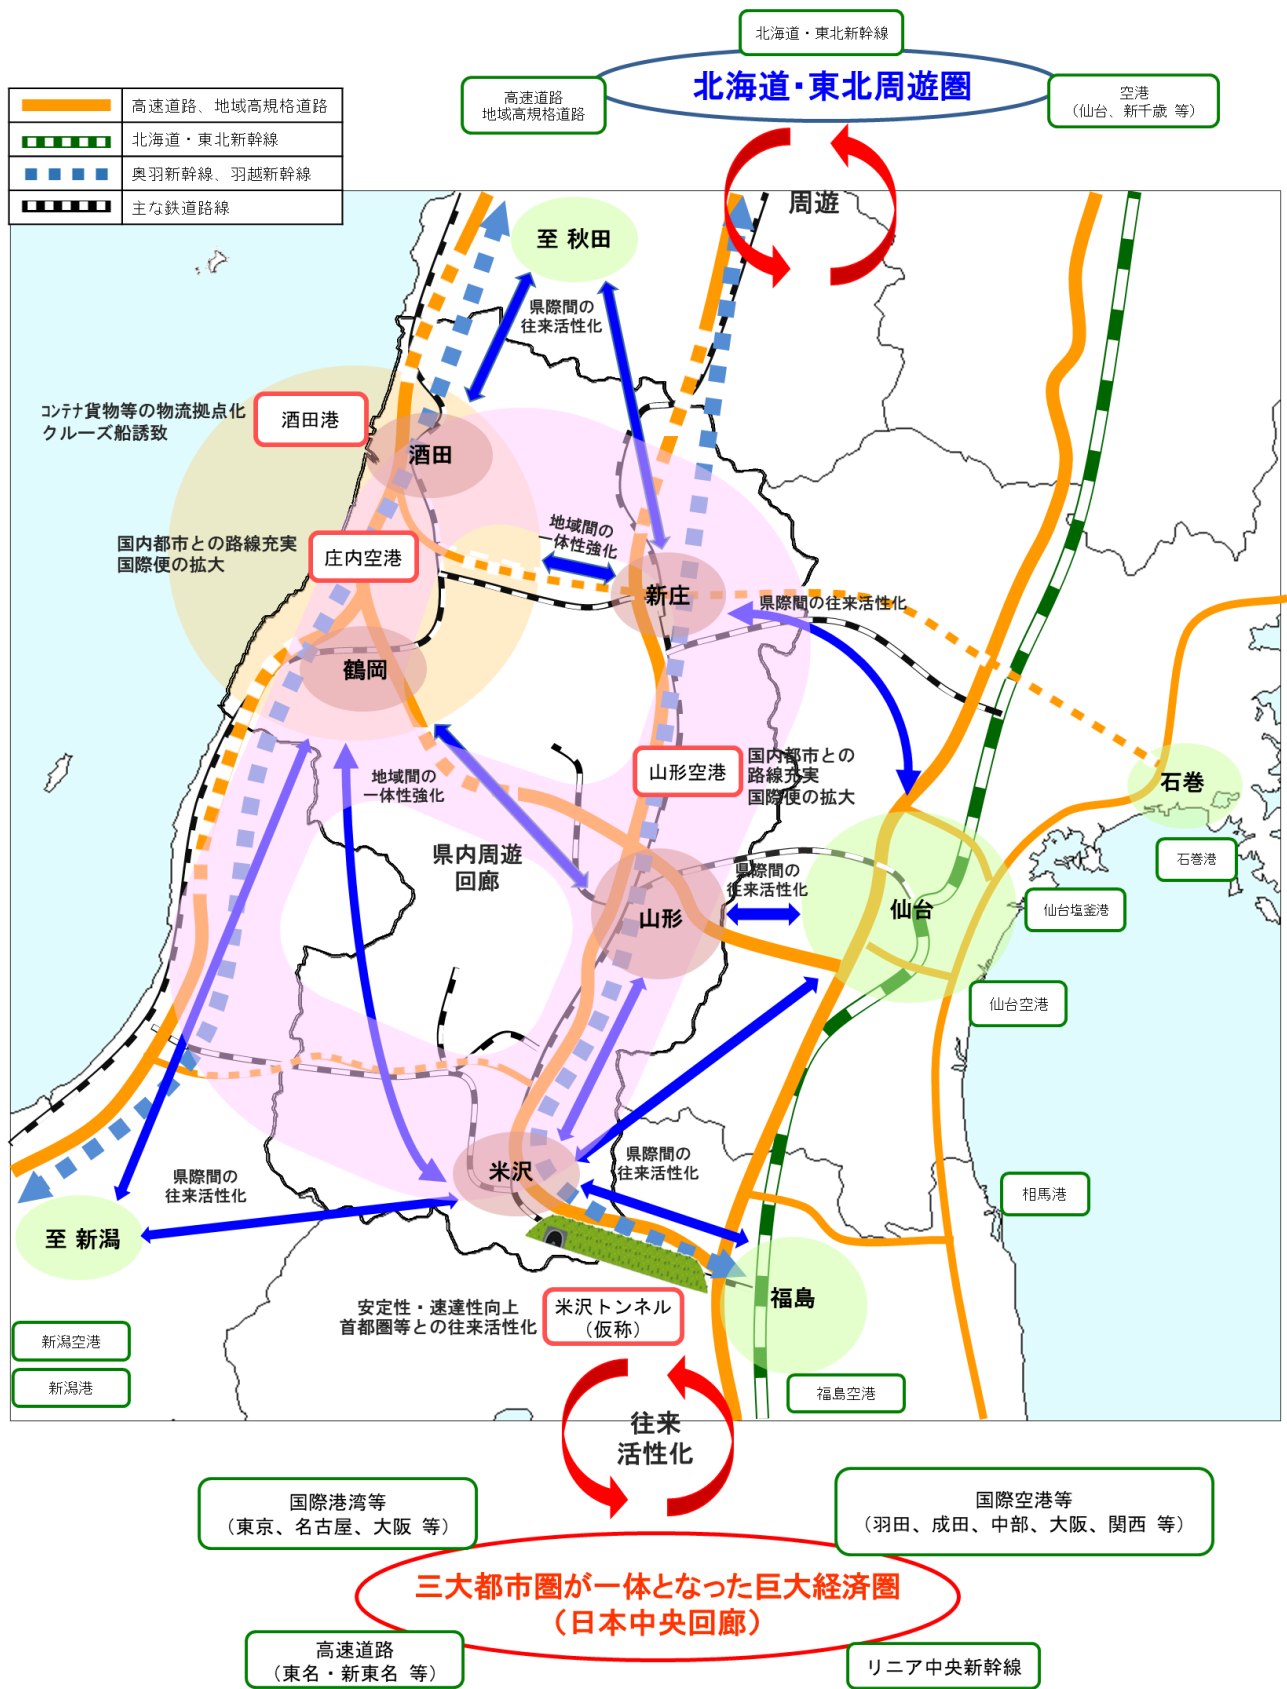 北海道・東北新幹線
北海道・東北周遊圏
高速道路
地域高規格道路
空港
（仙台、新千歳 等）
高速道路、地域高規格道路
北海道・東北新幹線
奥羽新幹線、羽越新幹線
主な鉄道路線
周遊
至 秋田
県際間の
往来活性化
コンテナ貨物等の物流拠点化
クルーズ船誘致
酒田港
酒田
国内都市との路線充実
国際便の拡大
庄内空港
地域間の
一体性強化
新庄
県際間の往来活性化
鶴岡
山形空港
国内都市との
路線充実
国際便の拡大
石巻
地域間の
一体性強化
県内周遊
回廊
石巻港
県際間の
往来活性化
山形
仙台
仙台塩釜港
仙台空港
県際間の
往来活性化
米沢
県際間の
往来活性化
相馬港
至 新潟
福島
安定性・速達性向上
首都圏等との往来活性化
米沢トンネル
（仮称）
新潟空港
新潟港
福島空港
往来
活性化
国際港湾等
（東京、名古屋、大阪 等）
国際空港等
（羽田、成田、中部、大阪、関西 等）
三大都市圏が一体となった巨大経済圏
（日本中央回廊）
高速道路
（東名・新東名 等）
リニア中央新幹線